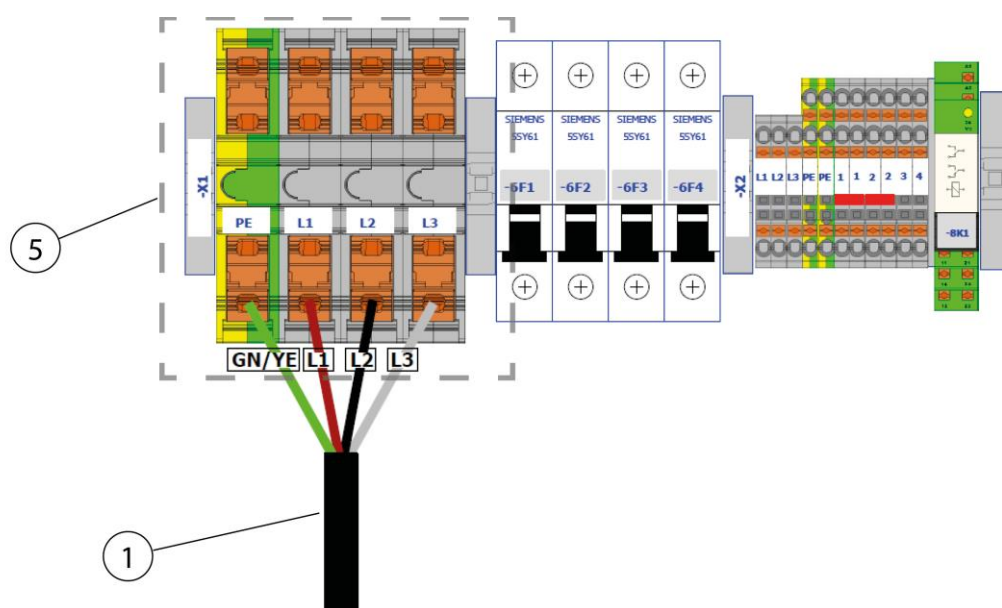 5
-X1
PE L1 L2 L3
GN/YE L1 L2 L3
1
SIEMENS SIEMENS SIEMENS SIEMENS
5SY61 5SY61 5SY61 5SY61
-6F1 -6F2 -6F3 -6F4
-X2
L1 L2 L3 PE PE 1 1 2 2 3 4
-8K1